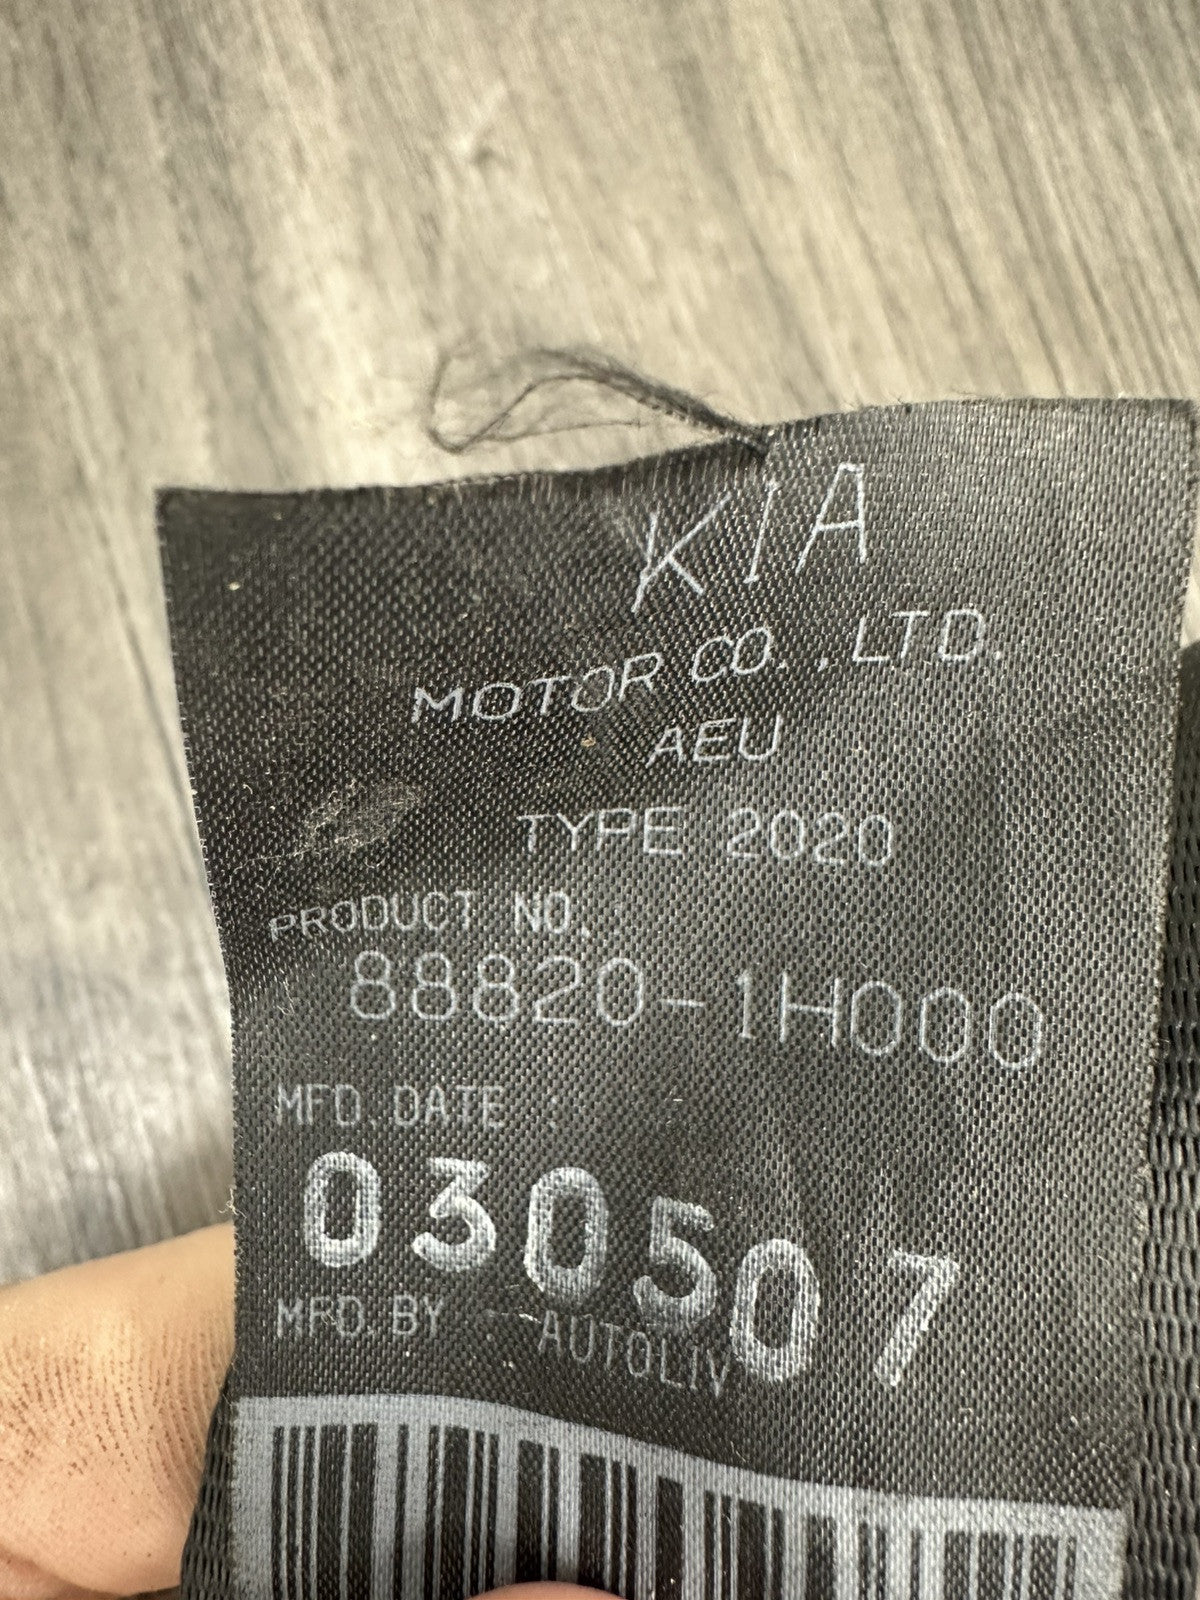 KIA
MOTOR CO., LTD.
AEU
TYPE 2020
PRODUCT NO.
88820-1H000
MFD. DATE :
030507
MFD. BY : AUTOLIV